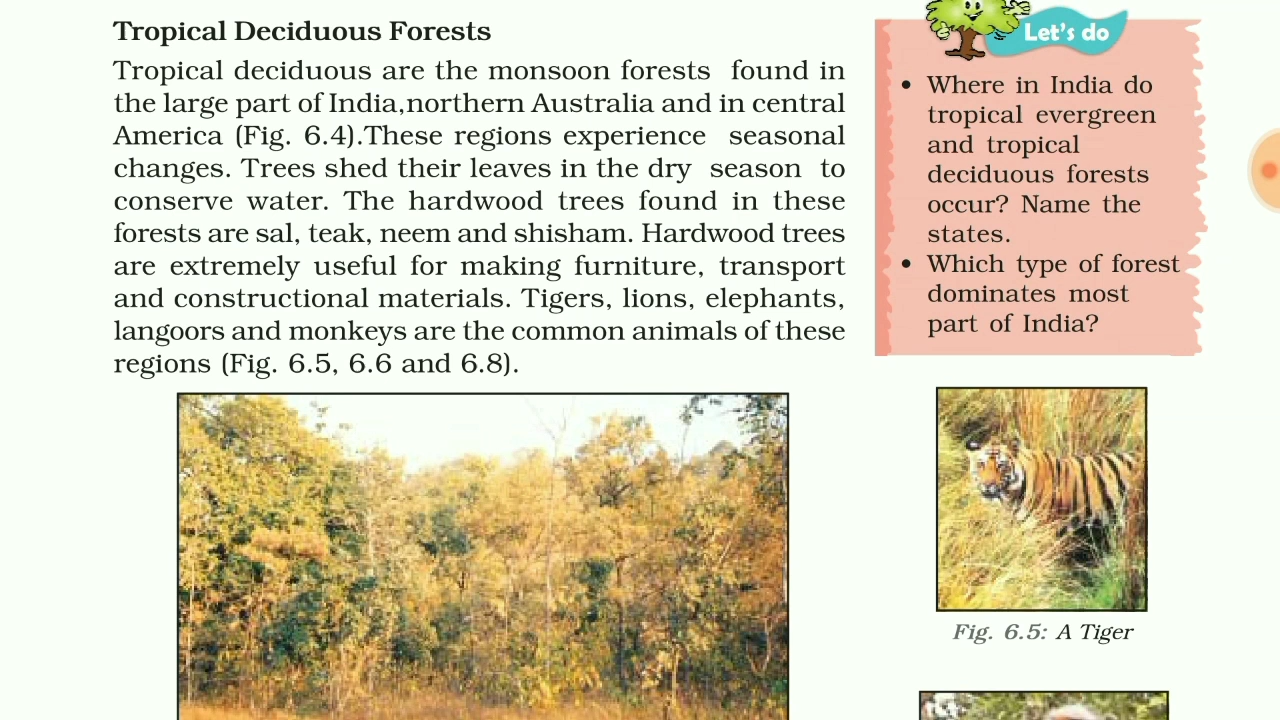 Tropical Deciduous Forests
Tropical deciduous are the monsoon forests found in
the large part of India,northern Australia and in central
America (Fig. 6.4).These regions experience seasonal
changes. Trees shed their leaves in the dry season to
conserve water. The hardwood trees found in these
forests are sal, teak, neem and shisham. Hardwood trees
are extremely useful for making furniture, transport
and constructional materials. Tigers, lions, elephants,
langoors and monkeys are the common animals of these
regions (Fig. 6.5, 6.6 and 6.8).
Let's do
• Where in India do
tropical evergreen
and tropical
deciduous forests
occur? Name the
states.
• Which type of forest
dominates most
part of India?
Fig. 6.5: A Tiger